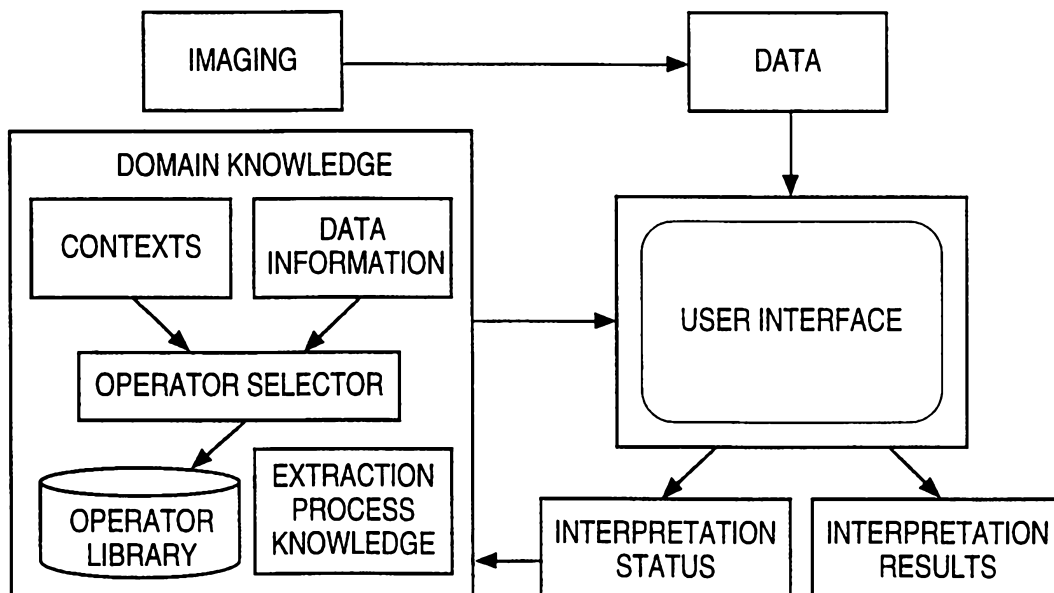 IMAGING
DATA
DOMAIN KNOWLEDGE
CONTEXTS
DATA
INFORMATION
USER INTERFACE
OPERATOR SELECTOR
OPERATOR
LIBRARY
EXTRACTION
PROCESS
KNOWLEDGE
INTERPRETATION
STATUS
INTERPRETATION
RESULTS